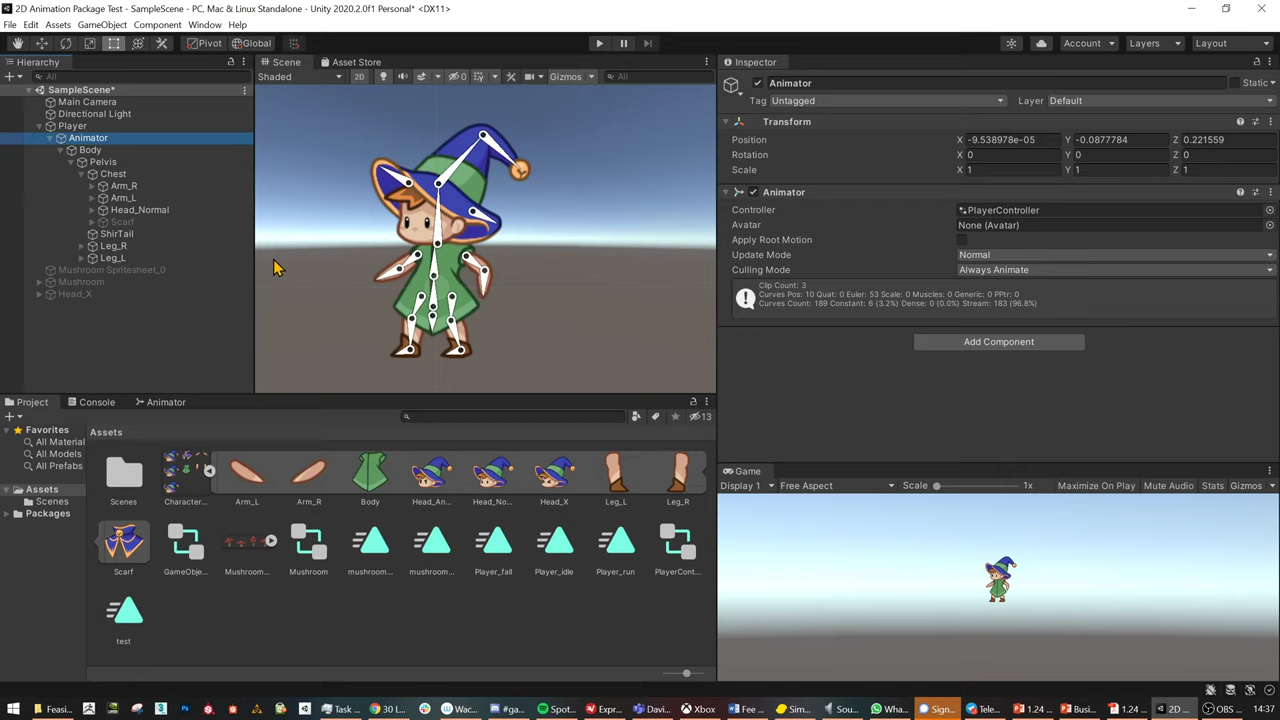 2D Animation Package Test - SampleScene - PC, Mac & Linux Standalone - Unity 2020.2.0f1 Personal* <DX11>
File Edit Assets GameObject Component Window Help
Pivot Global Account Layers Layout
Hierarchy
All
SampleScene*
Main Camera
Directional Light
Player
Animator
Body
Pelvis
Chest
Arm_R
Arm_L
Head_Normal
Scarf
ShirTail
Leg_R
Leg_L
Mushroom Spritesheet_0
Mushroom
Head_X
Scene Asset Store
Shaded 2D 0 Gizmos All
Inspector
Animator Static
Tag Untagged Layer Default
Transform
Position X -9.538978e-05 Y -0.0877784 Z 0.221559
Rotation X 0 Y 0 Z 0
Scale X 1 Y 1 Z 1
Animator
Controller PlayerController
Avatar None (Avatar)
Apply Root Motion
Update Mode Normal
Culling Mode Always Animate
Clip Count: 3
Curves Pos: 10 Quat: 0 Euler: 53 Scale: 0 Muscles: 0 Generic: 0 PPtr: 0
Curves Count: 189 Constant: 6 (3.2%) Dense: 0 (0.0%) Stream: 183 (96.8%)
Add Component
Project Console Animator
13
Favorites
All Material
All Models
All Prefabs
Assets
Scenes
Packages
Assets
Scenes Character... Arm_L Arm_R Body Head_An... Head_No... Head_X Leg_L Leg_R
Scarf GameObje... Mushroom... Mushroom mushroom... mushroom... Player_fall Player_idle Player_run PlayerCont...
test
Game
Display 1 Free Aspect Scale 1x Maximize On Play Mute Audio Stats Gizmos
Feasi... Task ... 30 L... Wac... #ga... Spot... Expr... Davi... Xbox Fee ... Sim... Sou... Wha... Sign... Tele... 1.24 ... Busi... 1.24 ... 2D ... OBS ... 14:37